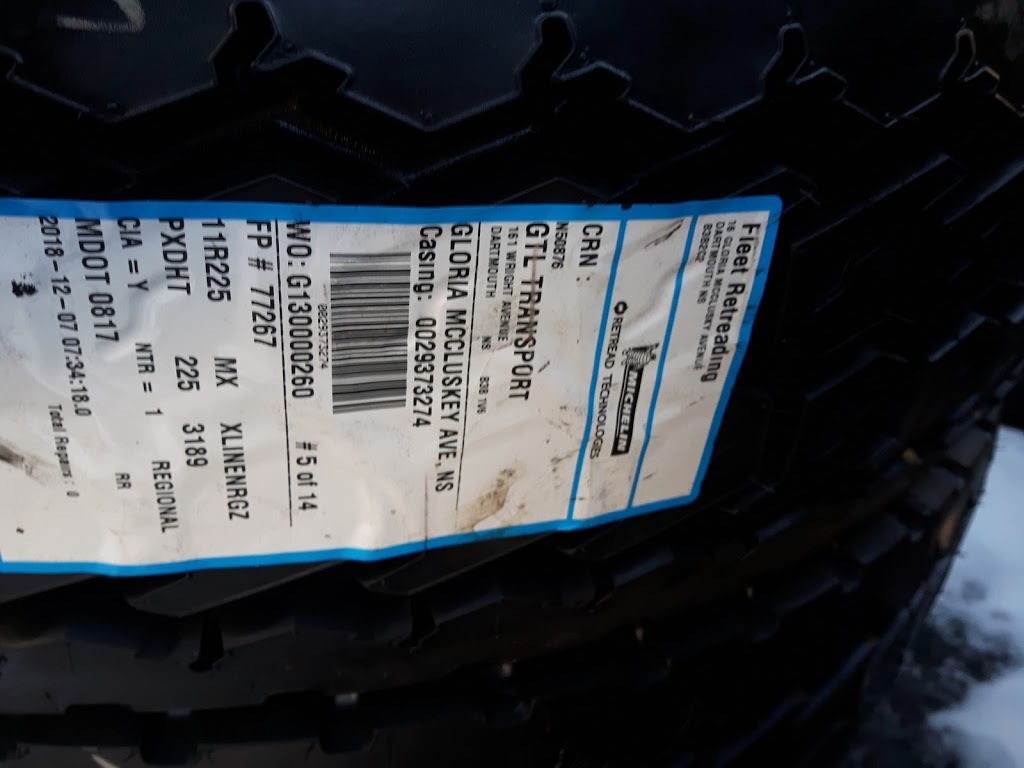 Fleet Retreading
16 GLORIA MCCLUSKY AVENUE
DARTMOUTH NS
B3B2C2
MICHELIN
RETREAD TECHNOLOGIES
CRN :
N50876
GTL TRANSPORT
161 WRIGHT AVENUE
DARTMOUTH NS B3B 1V6
GLORIA MCCLUSKEY AVE, NS
Casing: 0029373274
0029373274
WO: G130000260 # 5 of 14
FP # 77267
11R225 MX XLINENRGZ
PXDHT 225 3189
CIA = Y NTR = 1 REGIONAL
MDOT 0817 RR
2018-12-07 07:34:18.0 Total Repairs: 0